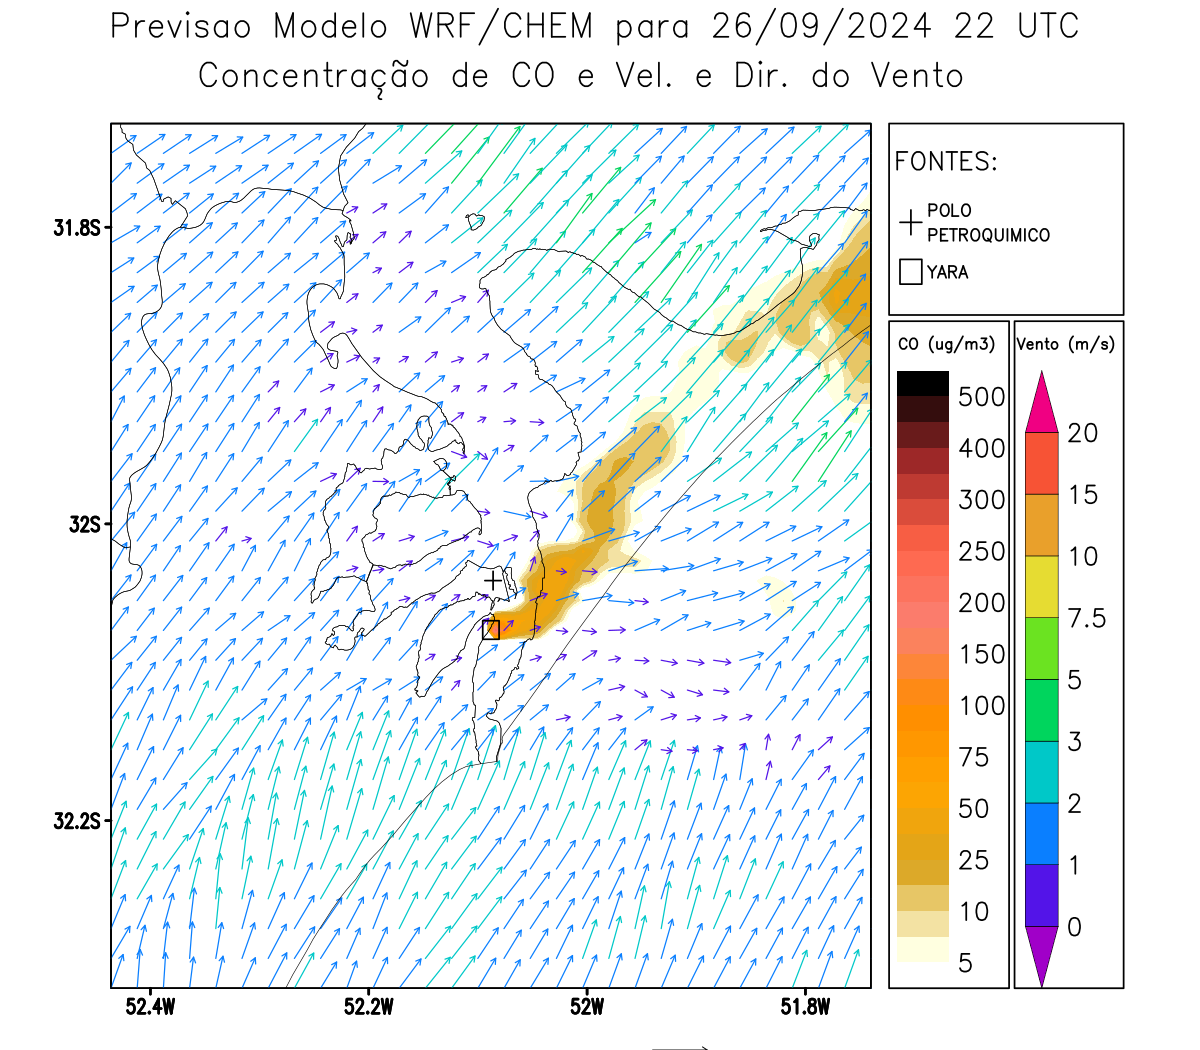 Previsao Modelo WRF/CHEM para 26/09/2024 22 UTC
Concentração de CO e Vel. e Dir. do Vento
FONTES:
POLO
PETROQUIMICO
YARA
CO (ug/m3)
500
400
300
250
200
150
100
75
50
25
10
5
Vento (m/s)
20
15
10
7.5
5
3
2
1
0
31.8S
32S
32.2S
52.4W
52.2W
52W
51.8W